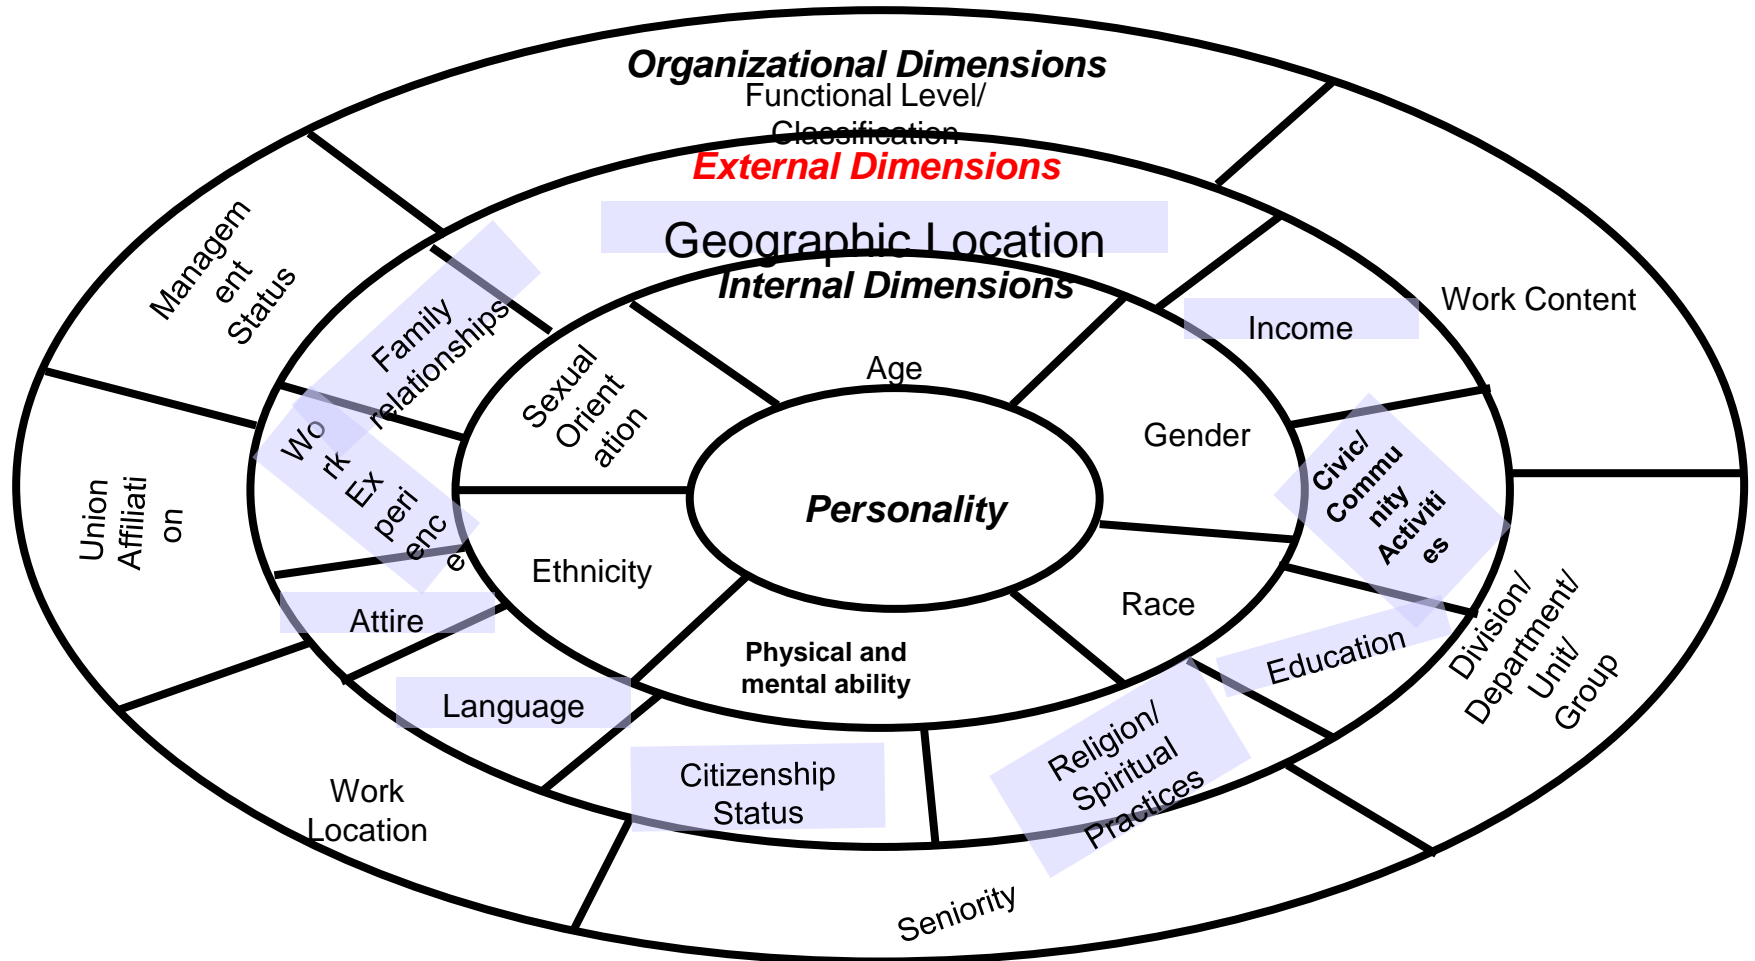 Organizational Dimensions
Functional Level/
Classification
External Dimensions
Geographic Location
Internal Dimensions
Age
Managem
ent
Status
Family
relationships
Sexual
Orient
ation
Income
Work Content
Gender
Personality
Wo
rk
Ex
peri
enc
e
Civic/
Commu
nity
Activiti
es
Union
Affiliati
on
Ethnicity
Race
Attire
Physical and
mental ability
Education
Division/
Department/
Unit/
Group
Language
Citizenship
Status
Religion/
Spiritual
Practices
Work
Location
Seniority